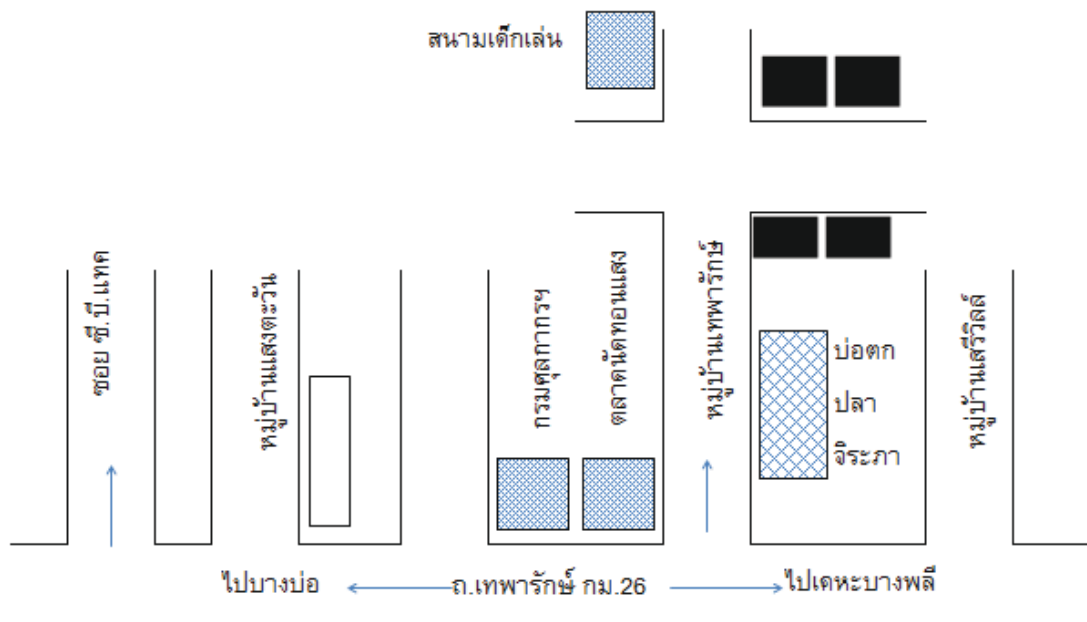 สนามเด็กเล่น
ซอย ซี.บี.แทค
หมู่บ้านแสงตะวัน
กรมศุลกากรฯ
ตลาดนัดทอนแสง
หมู่บ้านเทพารักษ์
บ่อตก
ปลา
จิระภา
หมู่บ้านเสรีวิลล์
ไปบางบ่อ
ถ.เทพารักษ์ กม.26
ไปเคหะบางพลี